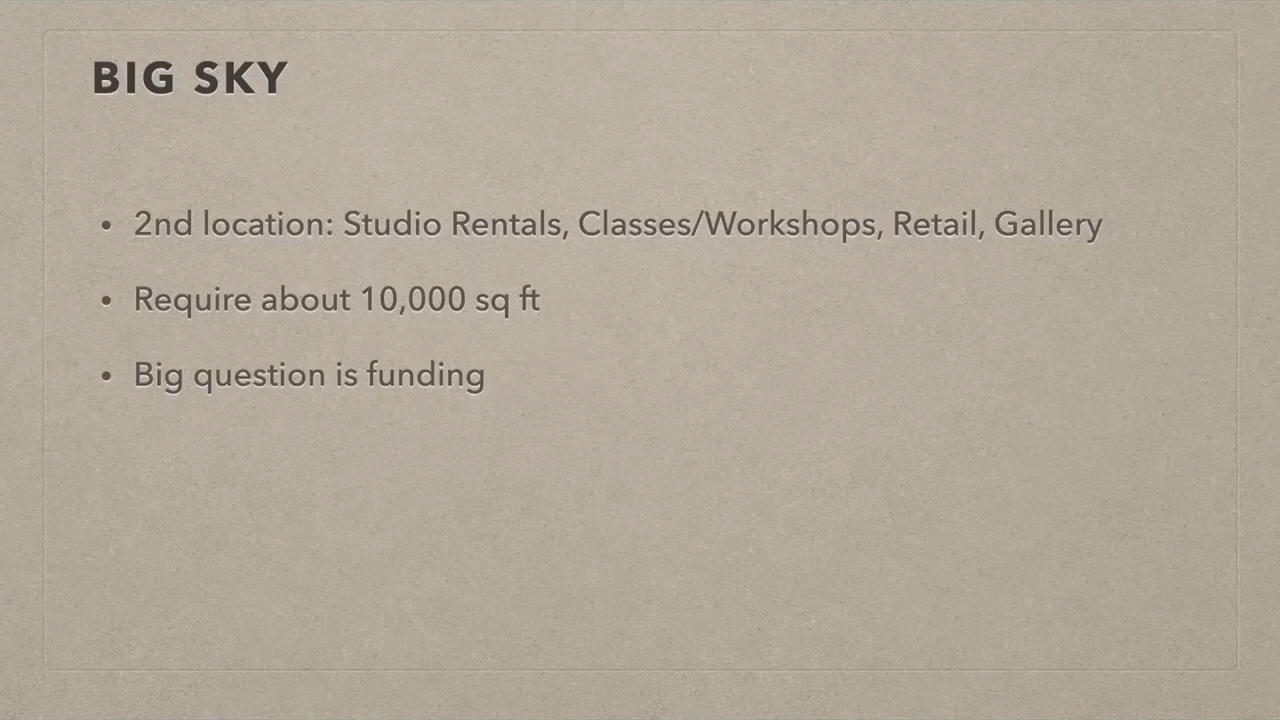 BIG SKY
• 2nd location: Studio Rentals, Classes/Workshops, Retail, Gallery
• Require about 10,000 sq ft
• Big question is funding